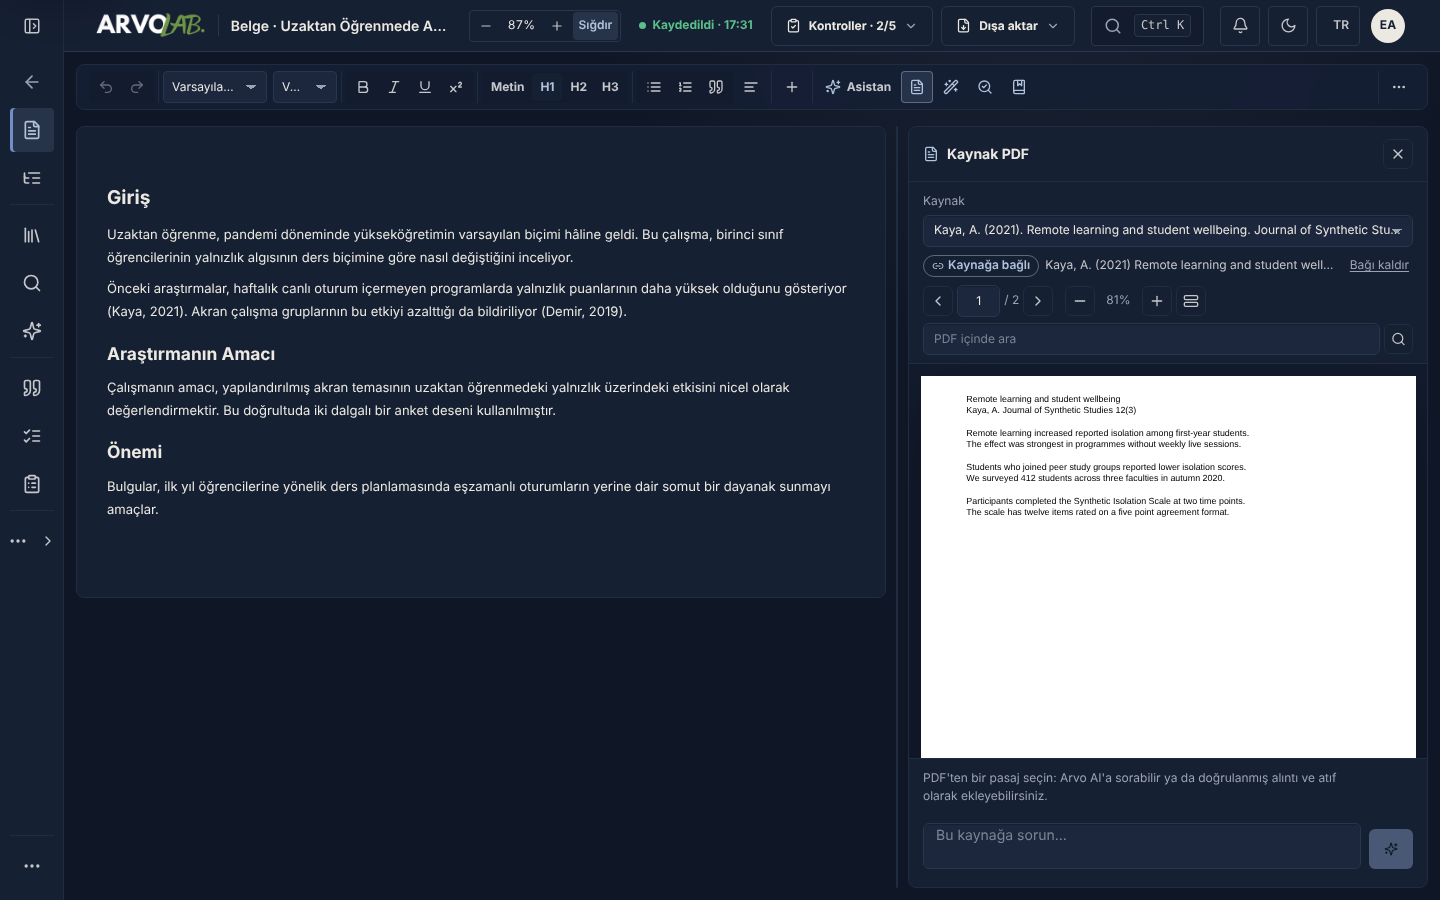 ARVOLAB.
Belge · Uzaktan Öğrenmede A...
87%
Sığdır
Kaydedildi · 17:31
Kontroller · 2/5
Dışa aktar
Ctrl K
TR
EA
Varsayıla...
V...
B I U x²
Metin
H1
H2
H3
Asistan
Giriş
Uzaktan öğrenme, pandemi döneminde yükseköğretimin varsayılan biçimi hâline geldi. Bu çalışma, birinci sınıf
öğrencilerinin yalnızlık algısının ders biçimine göre nasıl değiştiğini inceliyor.
Önceki araştırmalar, haftalık canlı oturum içermeyen programlarda yalnızlık puanlarının daha yüksek olduğunu gösteriyor
(Kaya, 2021). Akran çalışma gruplarının bu etkiyi azalttığı da bildiriliyor (Demir, 2019).
Araştırmanın Amacı
Çalışmanın amacı, yapılandırılmış akran temasının uzaktan öğrenmedeki yalnızlık üzerindeki etkisini nicel olarak
değerlendirmektir. Bu doğrultuda iki dalgalı bir anket deseni kullanılmıştır.
Önemi
Bulgular, ilk yıl öğrencilerine yönelik ders planlamasında eşzamanlı oturumların yerine dair somut bir dayanak sunmayı
amaçlar.
Kaynak PDF
Kaynak
Kaya, A. (2021). Remote learning and student wellbeing. Journal of Synthetic Stu...
Kaynağa bağlı
Kaya, A. (2021) Remote learning and student well...
Bağı kaldır
1 / 2
81%
PDF içinde ara
Remote learning and student wellbeing
Kaya, A. Journal of Synthetic Studies 12(3)
Remote learning increased reported isolation among first-year students.
The effect was strongest in programmes without weekly live sessions.
Students who joined peer study groups reported lower isolation scores.
We surveyed 412 students across three faculties in autumn 2020.
Participants completed the Synthetic Isolation Scale at two time points.
The scale has twelve items rated on a five point agreement format.
PDF'ten bir pasaj seçin: Arvo AI'a sorabilir ya da doğrulanmış alıntı ve atıf
olarak ekleyebilirsiniz.
Bu kaynağa sorun...